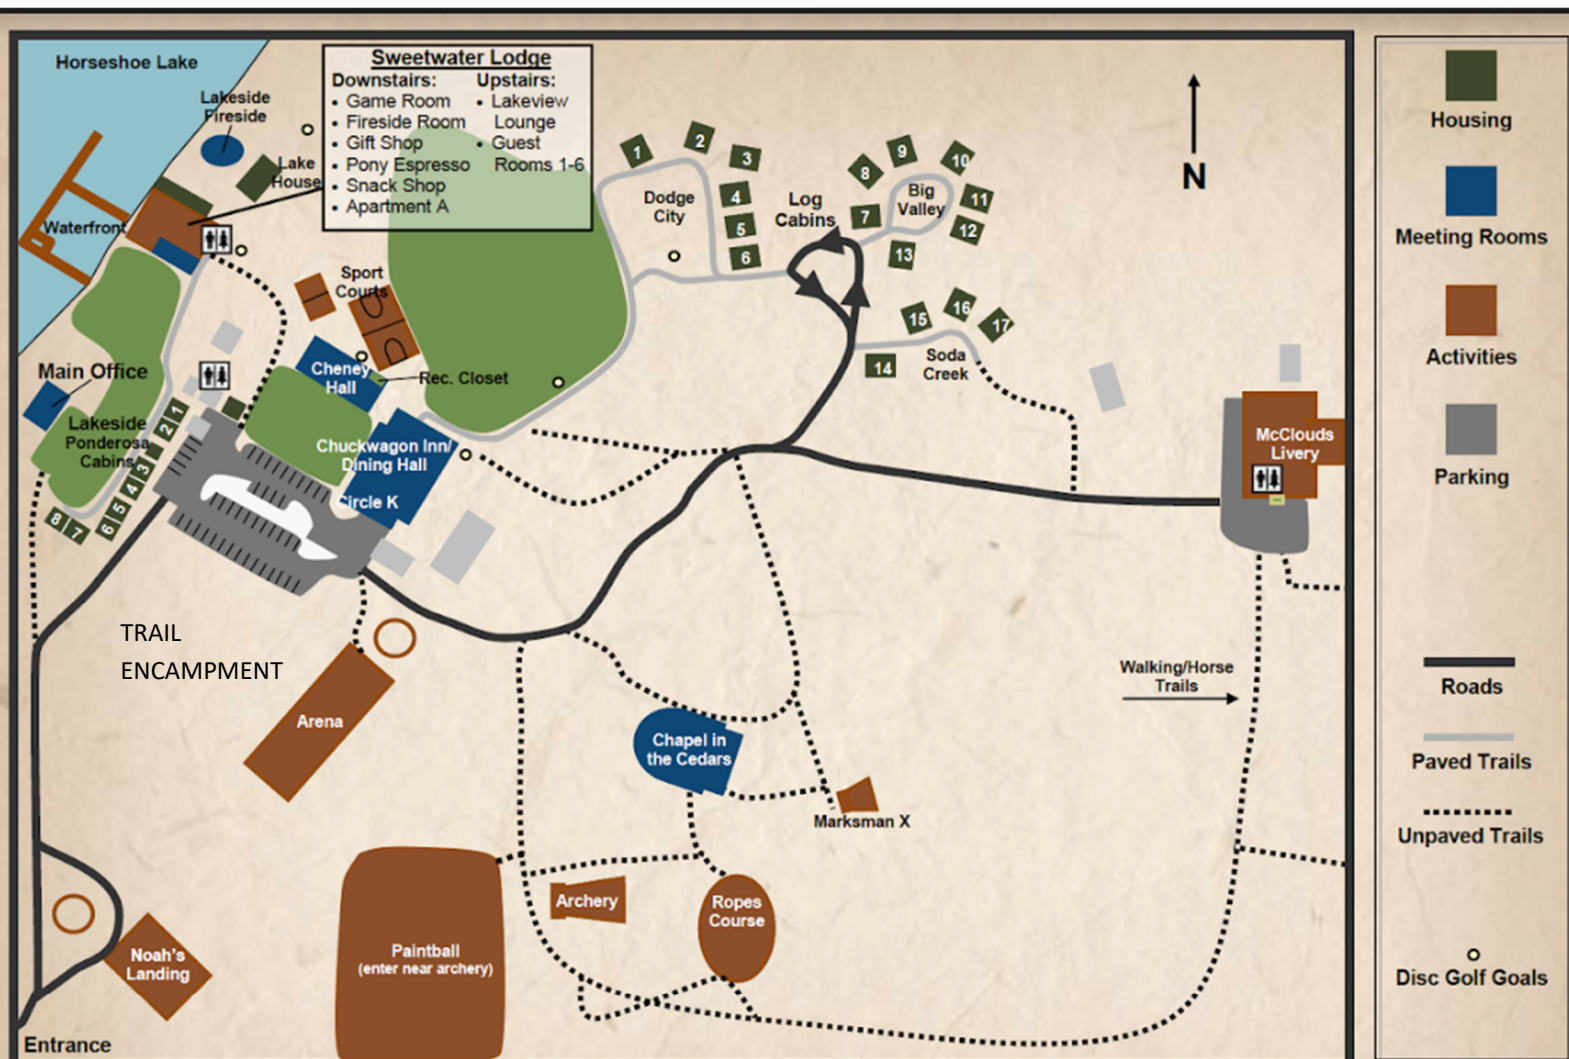 Horseshoe Lake
Lakeside
Fireside
Lake
House
Waterfront
Sweetwater Lodge
Downstairs:
• Game Room
• Fireside Room
• Gift Shop
• Pony Espresso
• Snack Shop
• Apartment A
Upstairs:
• Lakeview
Lounge
• Guest
Rooms 1-6
Sport
Courts
Main Office
Lakeside
Ponderosa
Cabins
1
2
3
4
5
6
7
8
Cheney
Hall
Rec. Closet
Chuckwagon Inn/
Dining Hall
Circle K
1
2
3
4
5
6
Dodge
City
Log
Cabins
7
8
9
10
11
12
13
Big
Valley
14
15
16
17
Soda
Creek
N
McClouds
Livery
TRAIL
ENCAMPMENT
Arena
Walking/Horse
Trails
Chapel in
the Cedars
Marksman X
Archery
Ropes
Course
Paintball
(enter near archery)
Noah's
Landing
Entrance
Housing
Meeting Rooms
Activities
Parking
Roads
Paved Trails
Unpaved Trails
Disc Golf Goals